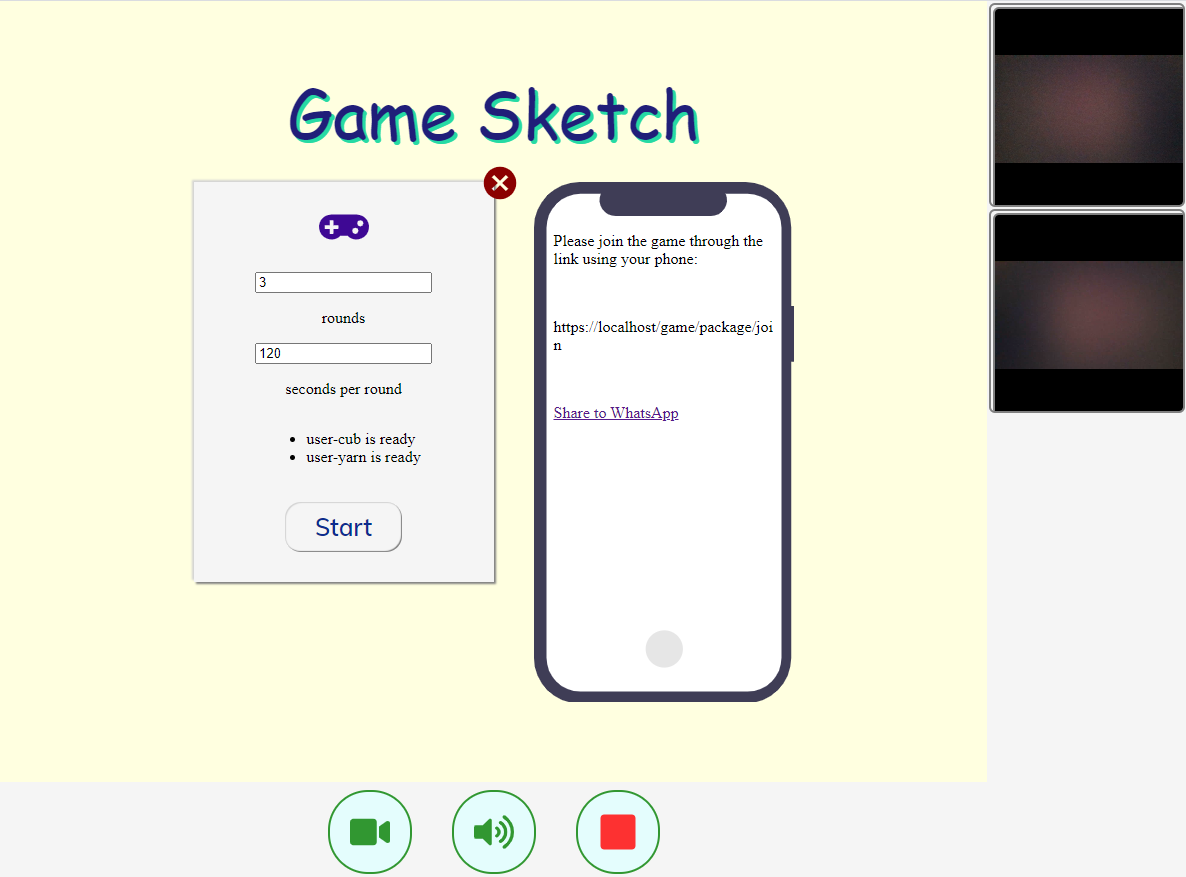 Game Sketch
3
rounds
120
seconds per round
user-cub is ready
user-yarn is ready
Start
Please join the game through the
link using your phone:
https://localhost/game/package/joi
n
Share to WhatsApp